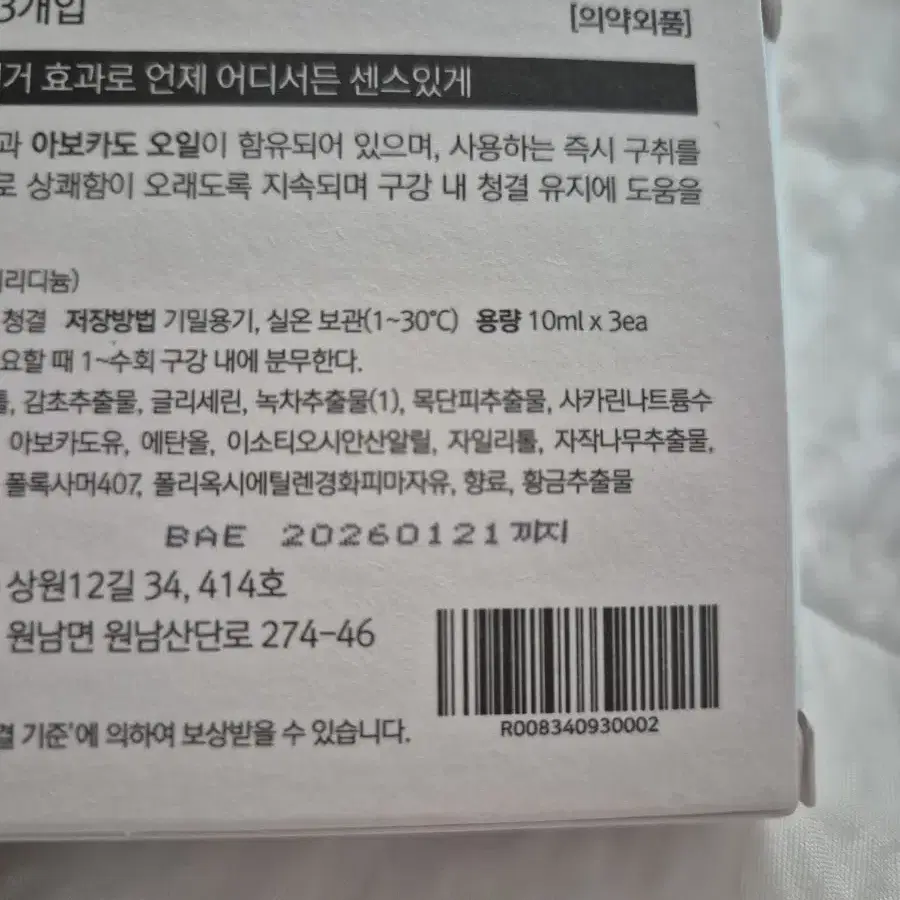 3개입
[의약외품]
거 효과로 언제 어디서든 센스있게
과 아보카도 오일이 함유되어 있으며, 사용하는 즉시 구취를
로 상쾌함이 오래도록 지속되며 구강 내 청결 유지에 도움을
리디늄)
청결 저장방법 기밀용기, 실온 보관(1~30℃) 용량 10ml x 3ea
요할 때 1~수회 구강 내에 분무한다.
틀, 감초추출물, 글리세린, 녹차추출물(1), 목단피추출물, 사카린나트륨수
아보카도유, 에탄올, 이소티오시안산알릴, 자일리톨, 자작나무추출물,
폴록사머407, 폴리옥시에틸렌경화피마자유, 향료, 황금추출물
BAE 20260121까지
상원12길 34, 414호
원남면 원남산단로 274-46
결 기준'에 의하여 보상받을 수 있습니다.
R008340930002